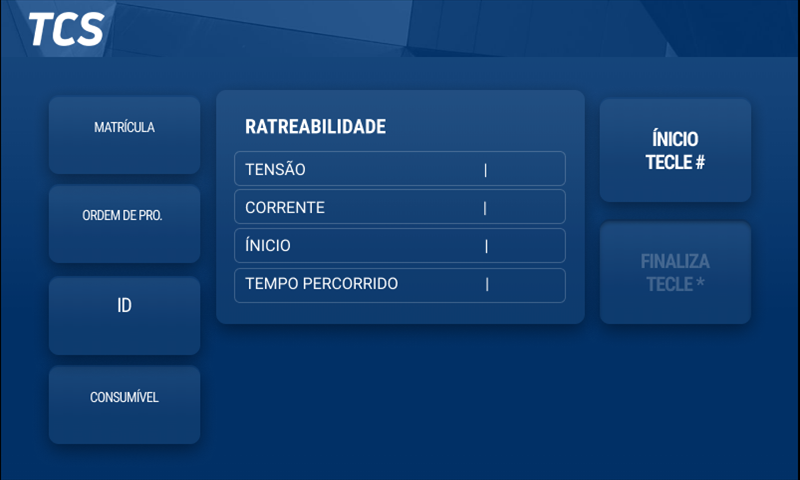 TCS
MATRÍCULA
ORDEM DE PRO.
ID
CONSUMÍVEL
RATREABILIDADE
TENSÃO |
CORRENTE |
ÍNICIO |
TEMPO PERCORRIDO |
ÍNICIO
TECLE #
FINALIZA
TECLE *